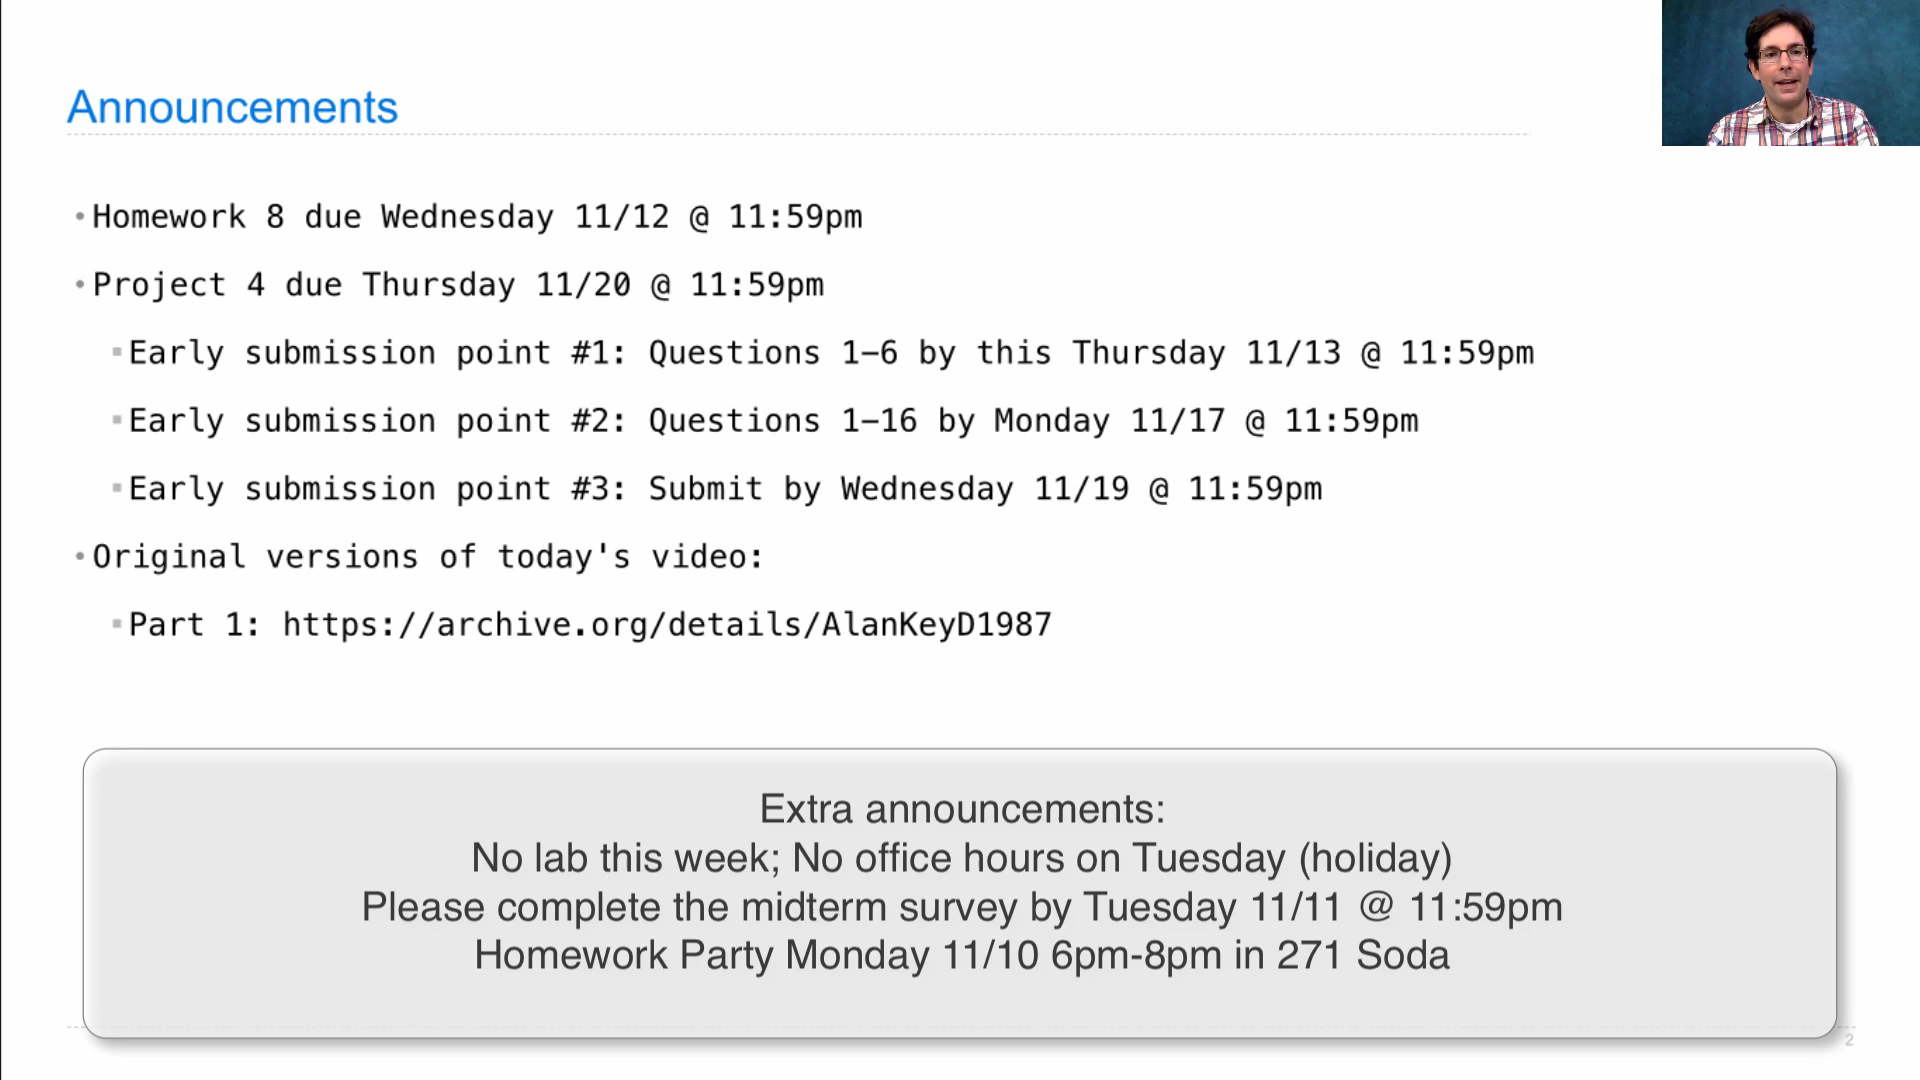 Announcements
•Homework 8 due Wednesday 11/12 @ 11:59pm
•Project 4 due Thursday 11/20 @ 11:59pm
▪Early submission point #1: Questions 1–6 by this Thursday 11/13 @ 11:59pm
▪Early submission point #2: Questions 1–16 by Monday 11/17 @ 11:59pm
▪Early submission point #3: Submit by Wednesday 11/19 @ 11:59pm
•Original versions of today's video:
▪Part 1: https://archive.org/details/AlanKeyD1987
Extra announcements:
No lab this week; No office hours on Tuesday (holiday)
Please complete the midterm survey by Tuesday 11/11 @ 11:59pm
Homework Party Monday 11/10 6pm-8pm in 271 Soda
2